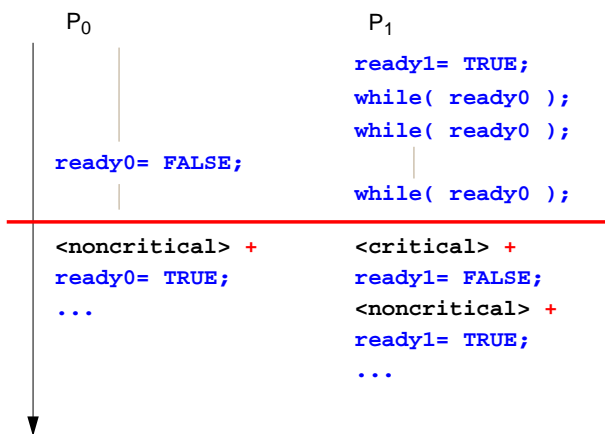 P0 P1
ready1= TRUE;
while( ready0 );
while( ready0 );
ready0= FALSE;
while( ready0 );
<noncritical> + <critical> +
ready0= TRUE; ready1= FALSE;
... <noncritical> +
ready1= TRUE;
...